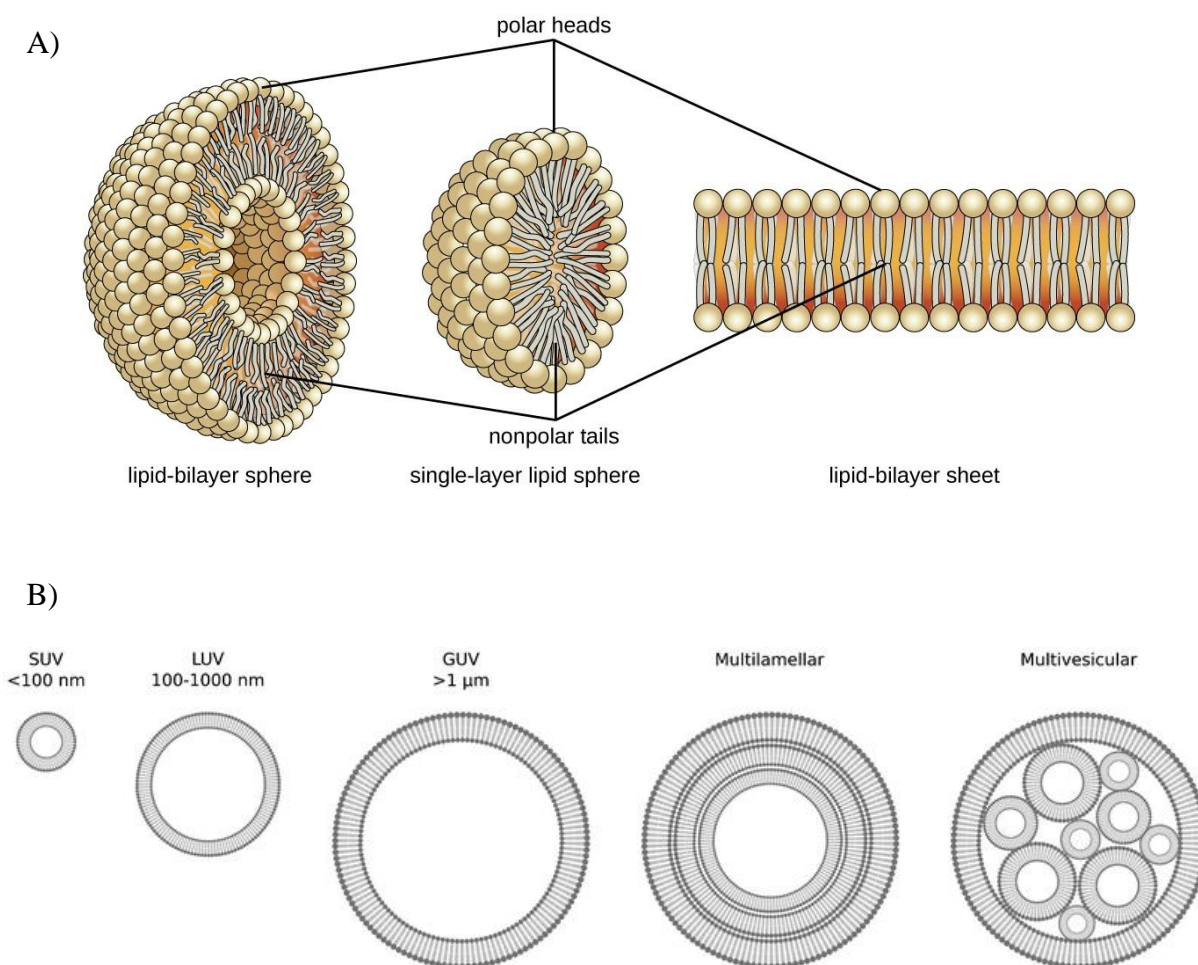 A)
polar heads
nonpolar tails
lipid-bilayer sphere
single-layer lipid sphere
lipid-bilayer sheet
B)
SUV
<100 nm
LUV
100-1000 nm
GUV
>1 µm
Multilamellar
Multivesicular